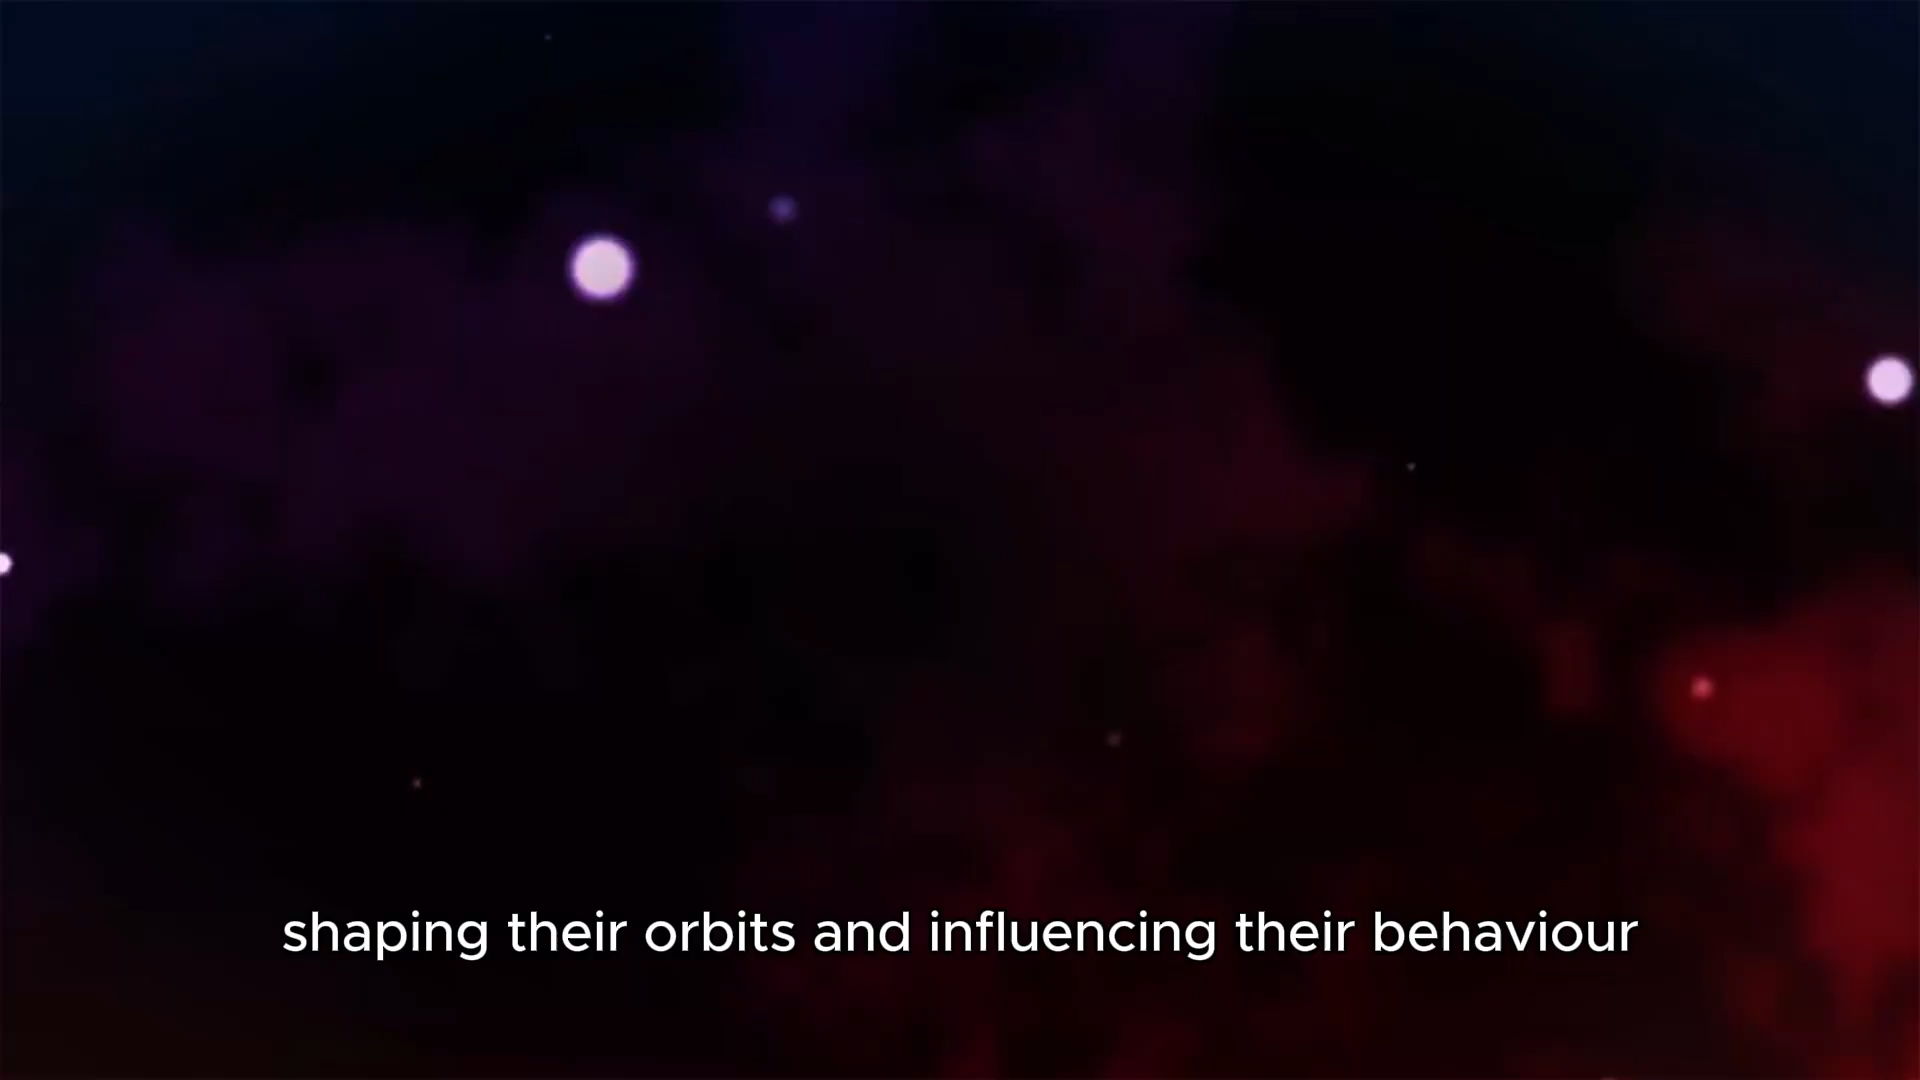 shaping their orbits and influencing their behaviour